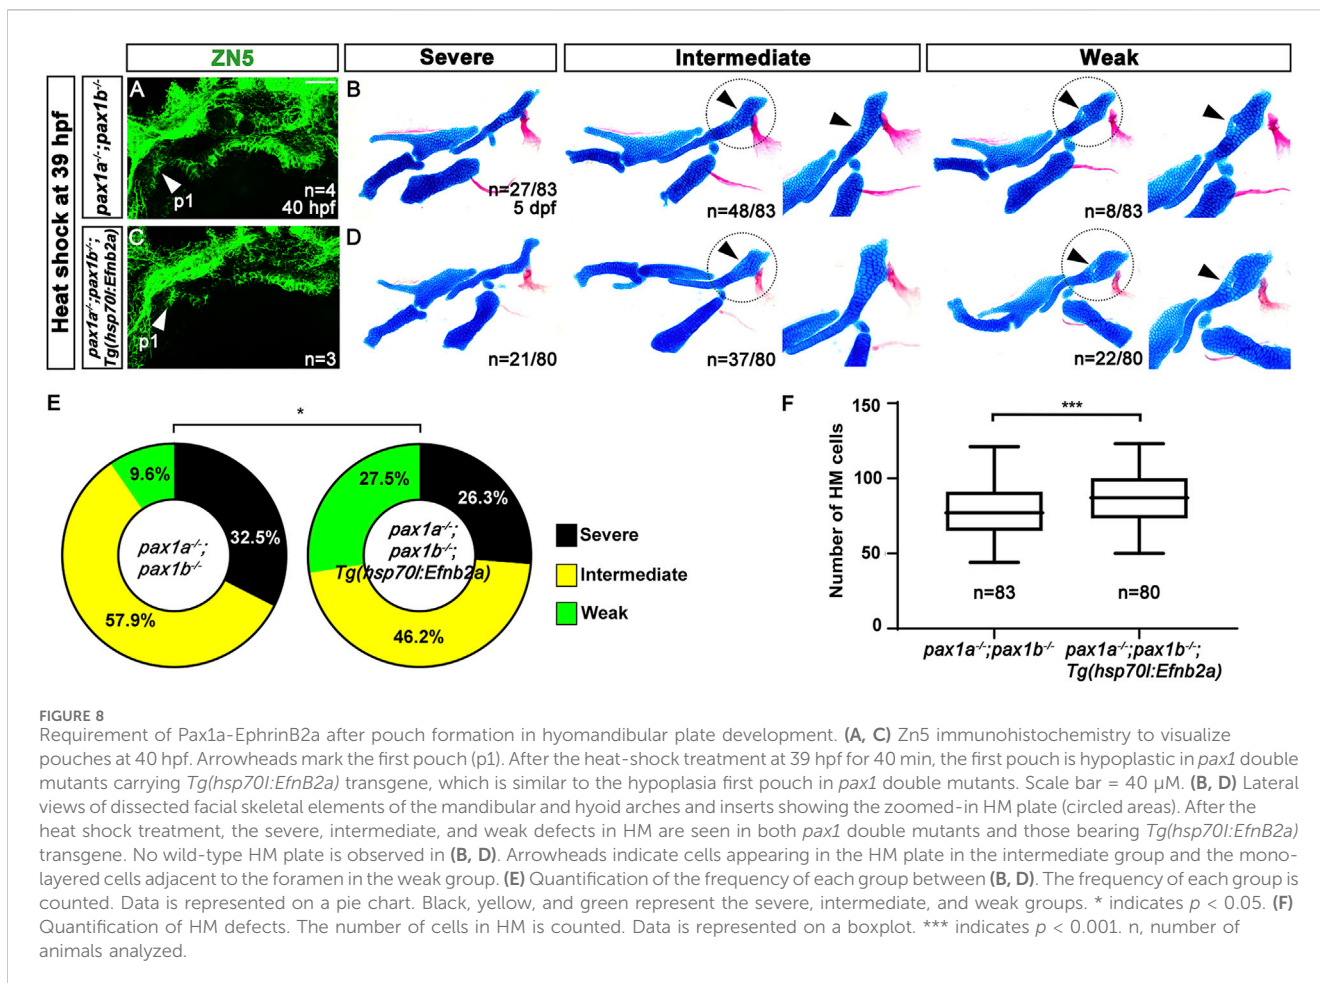 ZN5
Severe
Intermediate
Weak
Heat shock at 39 hpf
pax1a-/-;pax1b-/-
A
p1
n=4
40 hpf
B
n=27/83
5 dpf
n=48/83
n=8/83
pax1a-/-;pax1b-/-;
Tg(hsp70l:Efnb2a)
C
p1
n=3
D
n=21/80
n=37/80
n=22/80
E
*
9.6%
32.5%
57.9%
pax1a-/-;
pax1b-/-
27.5%
26.3%
46.2%
pax1a-/-;
pax1b-/-;
Tg(hsp70l:Efnb2a)
Severe
Intermediate
Weak
F
Number of HM cells
150
100
50
0
***
n=83
n=80
pax1a-/-;pax1b-/-
pax1a-/-;pax1b-/-;
Tg(hsp70l:Efnb2a)
FIGURE 8
Requirement of Pax1a-EphrinB2a after pouch formation in hyomandibular plate development. (A, C) Zn5 immunohistochemistry to visualize
pouches at 40 hpf. Arrowheads mark the first pouch (p1). After the heat-shock treatment at 39 hpf for 40 min, the first pouch is hypoplastic in pax1 double
mutants carrying Tg(hsp70l:EfnB2a) transgene, which is similar to the hypoplasia first pouch in pax1 double mutants. Scale bar = 40 μM. (B, D) Lateral
views of dissected facial skeletal elements of the mandibular and hyoid arches and inserts showing the zoomed-in HM plate (circled areas). After the
heat shock treatment, the severe, intermediate, and weak defects in HM are seen in both pax1 double mutants and those bearing Tg(hsp70l:EfnB2a)
transgene. No wild-type HM plate is observed in (B, D). Arrowheads indicate cells appearing in the HM plate in the intermediate group and the mono-
layered cells adjacent to the foramen in the weak group. (E) Quantification of the frequency of each group between (B, D). The frequency of each group is
counted. Data is represented on a pie chart. Black, yellow, and green represent the severe, intermediate, and weak groups. * indicates p < 0.05. (F)
Quantification of HM defects. The number of cells in HM is counted. Data is represented on a boxplot. *** indicates p < 0.001. n, number of
animals analyzed.